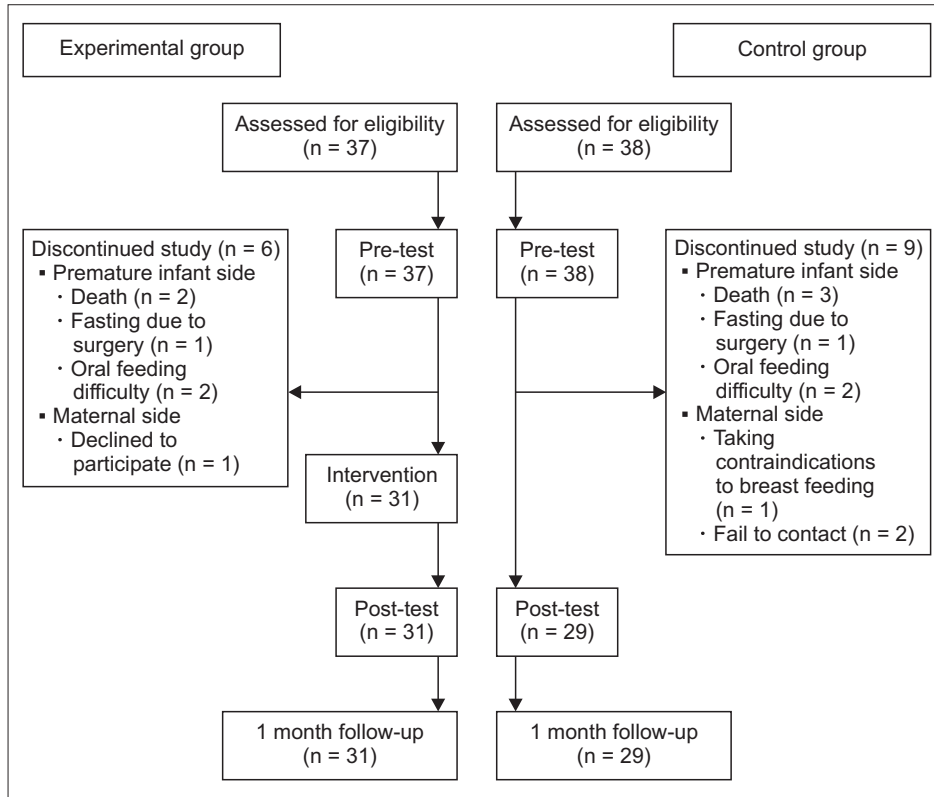 Experimental group
Control group
Assessed for eligibility
(n = 37)
Assessed for eligibility
(n = 38)
Discontinued study (n = 6)
▪ Premature infant side
· Death (n = 2)
· Fasting due to
surgery (n = 1)
· Oral feeding
difficulty (n = 2)
▪ Maternal side
· Declined to
participate (n = 1)
Pre-test
(n = 37)
Pre-test
(n = 38)
Discontinued study (n = 9)
▪ Premature infant side
· Death (n = 3)
· Fasting due to
surgery (n = 1)
· Oral feeding
difficulty (n = 2)
▪ Maternal side
· Taking
contraindications
to breast feeding
(n = 1)
· Fail to contact (n = 2)
Intervention
(n = 31)
Post-test
(n = 31)
Post-test
(n = 29)
1 month follow-up
(n = 31)
1 month follow-up
(n = 29)